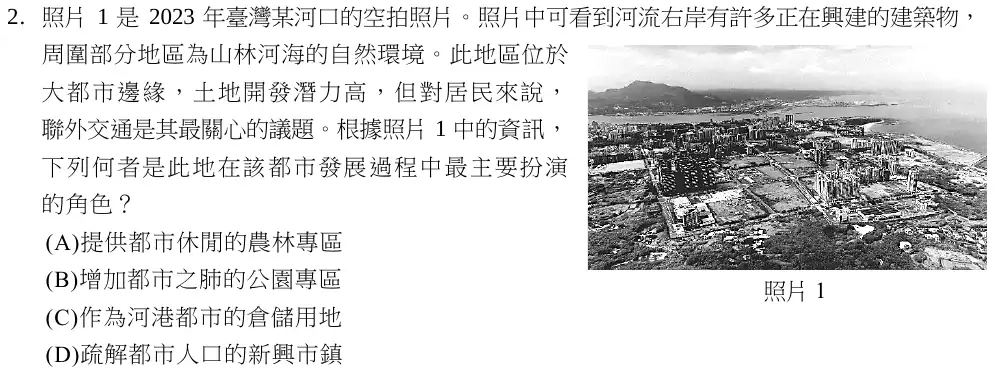 2. 照片 1 是 2023 年臺灣某河口的空拍照片。照片中可看到河流右岸有許多正在興建的建築物，
周圍部分地區為山林河海的自然環境。此地區位於
大都市邊緣，土地開發潛力高，但對居民來說，
聯外交通是其最關心的議題。根據照片 1 中的資訊，
下列何者是此地在該都市發展過程中最主要扮演
的角色？
(A)提供都市休閒的農林專區
(B)增加都市之肺的公園專區
(C)作為河港都市的倉儲用地
(D)疏解都市人口的新興市鎮
照片 1